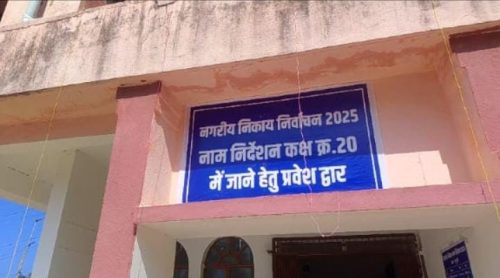 नगरीय निकाय निर्वाचन 2025
नाम निर्देशन कक्ष क्र.20
में जाने हेतु प्रवेश द्वार